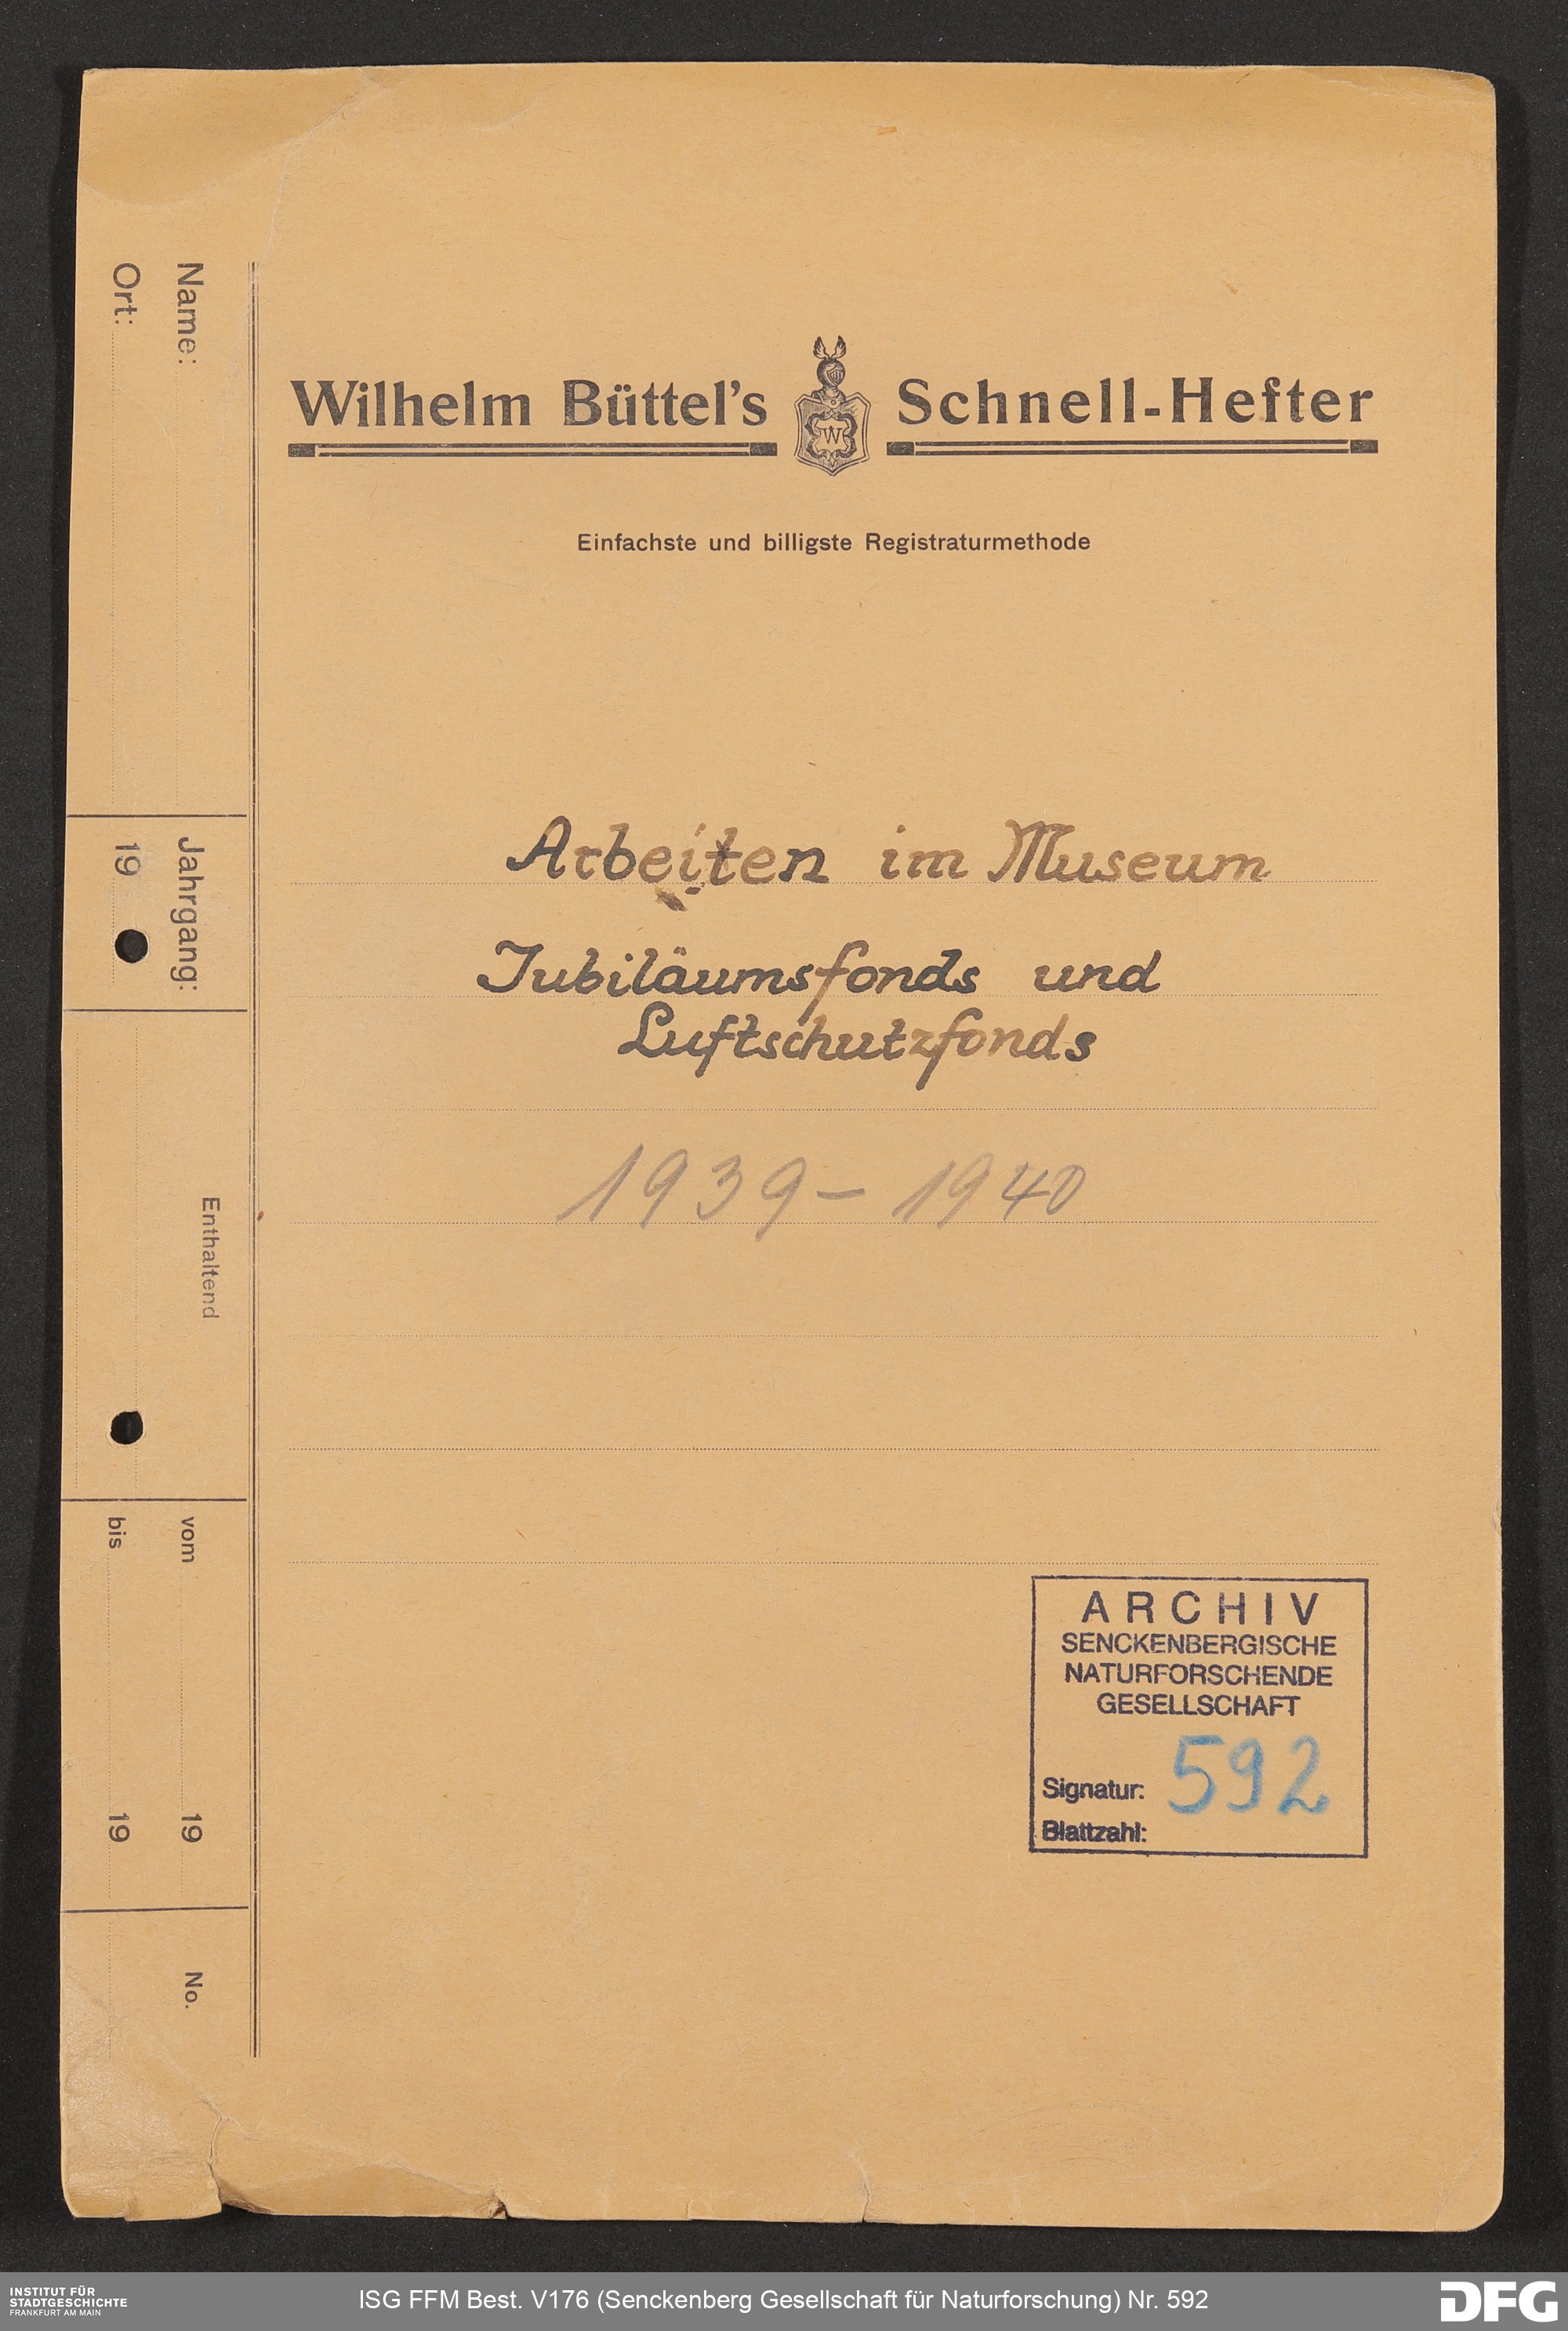 Wilhelm Büttel's Schnell-Hefter
W
Einfachste und billigste Registraturmethode
Arbeiten im Museum
Jubiläumsfonds und
Luftschutzfonds
1939-1940
ARCHIV
SENCKENBERGISCHE
NATURFORSCHENDE
GESELLSCHAFT
Signatur: 592
Blattzahl:
Name:
Ort:
Jahrgang:
19
Enthaltend
vom 19
bis 19
No.
INSTITUT FÜR
STADTGESCHICHTE
FRANKFURT AM MAIN
ISG FFM Best. V176 (Senckenberg Gesellschaft für Naturforschung) Nr. 592
DFG